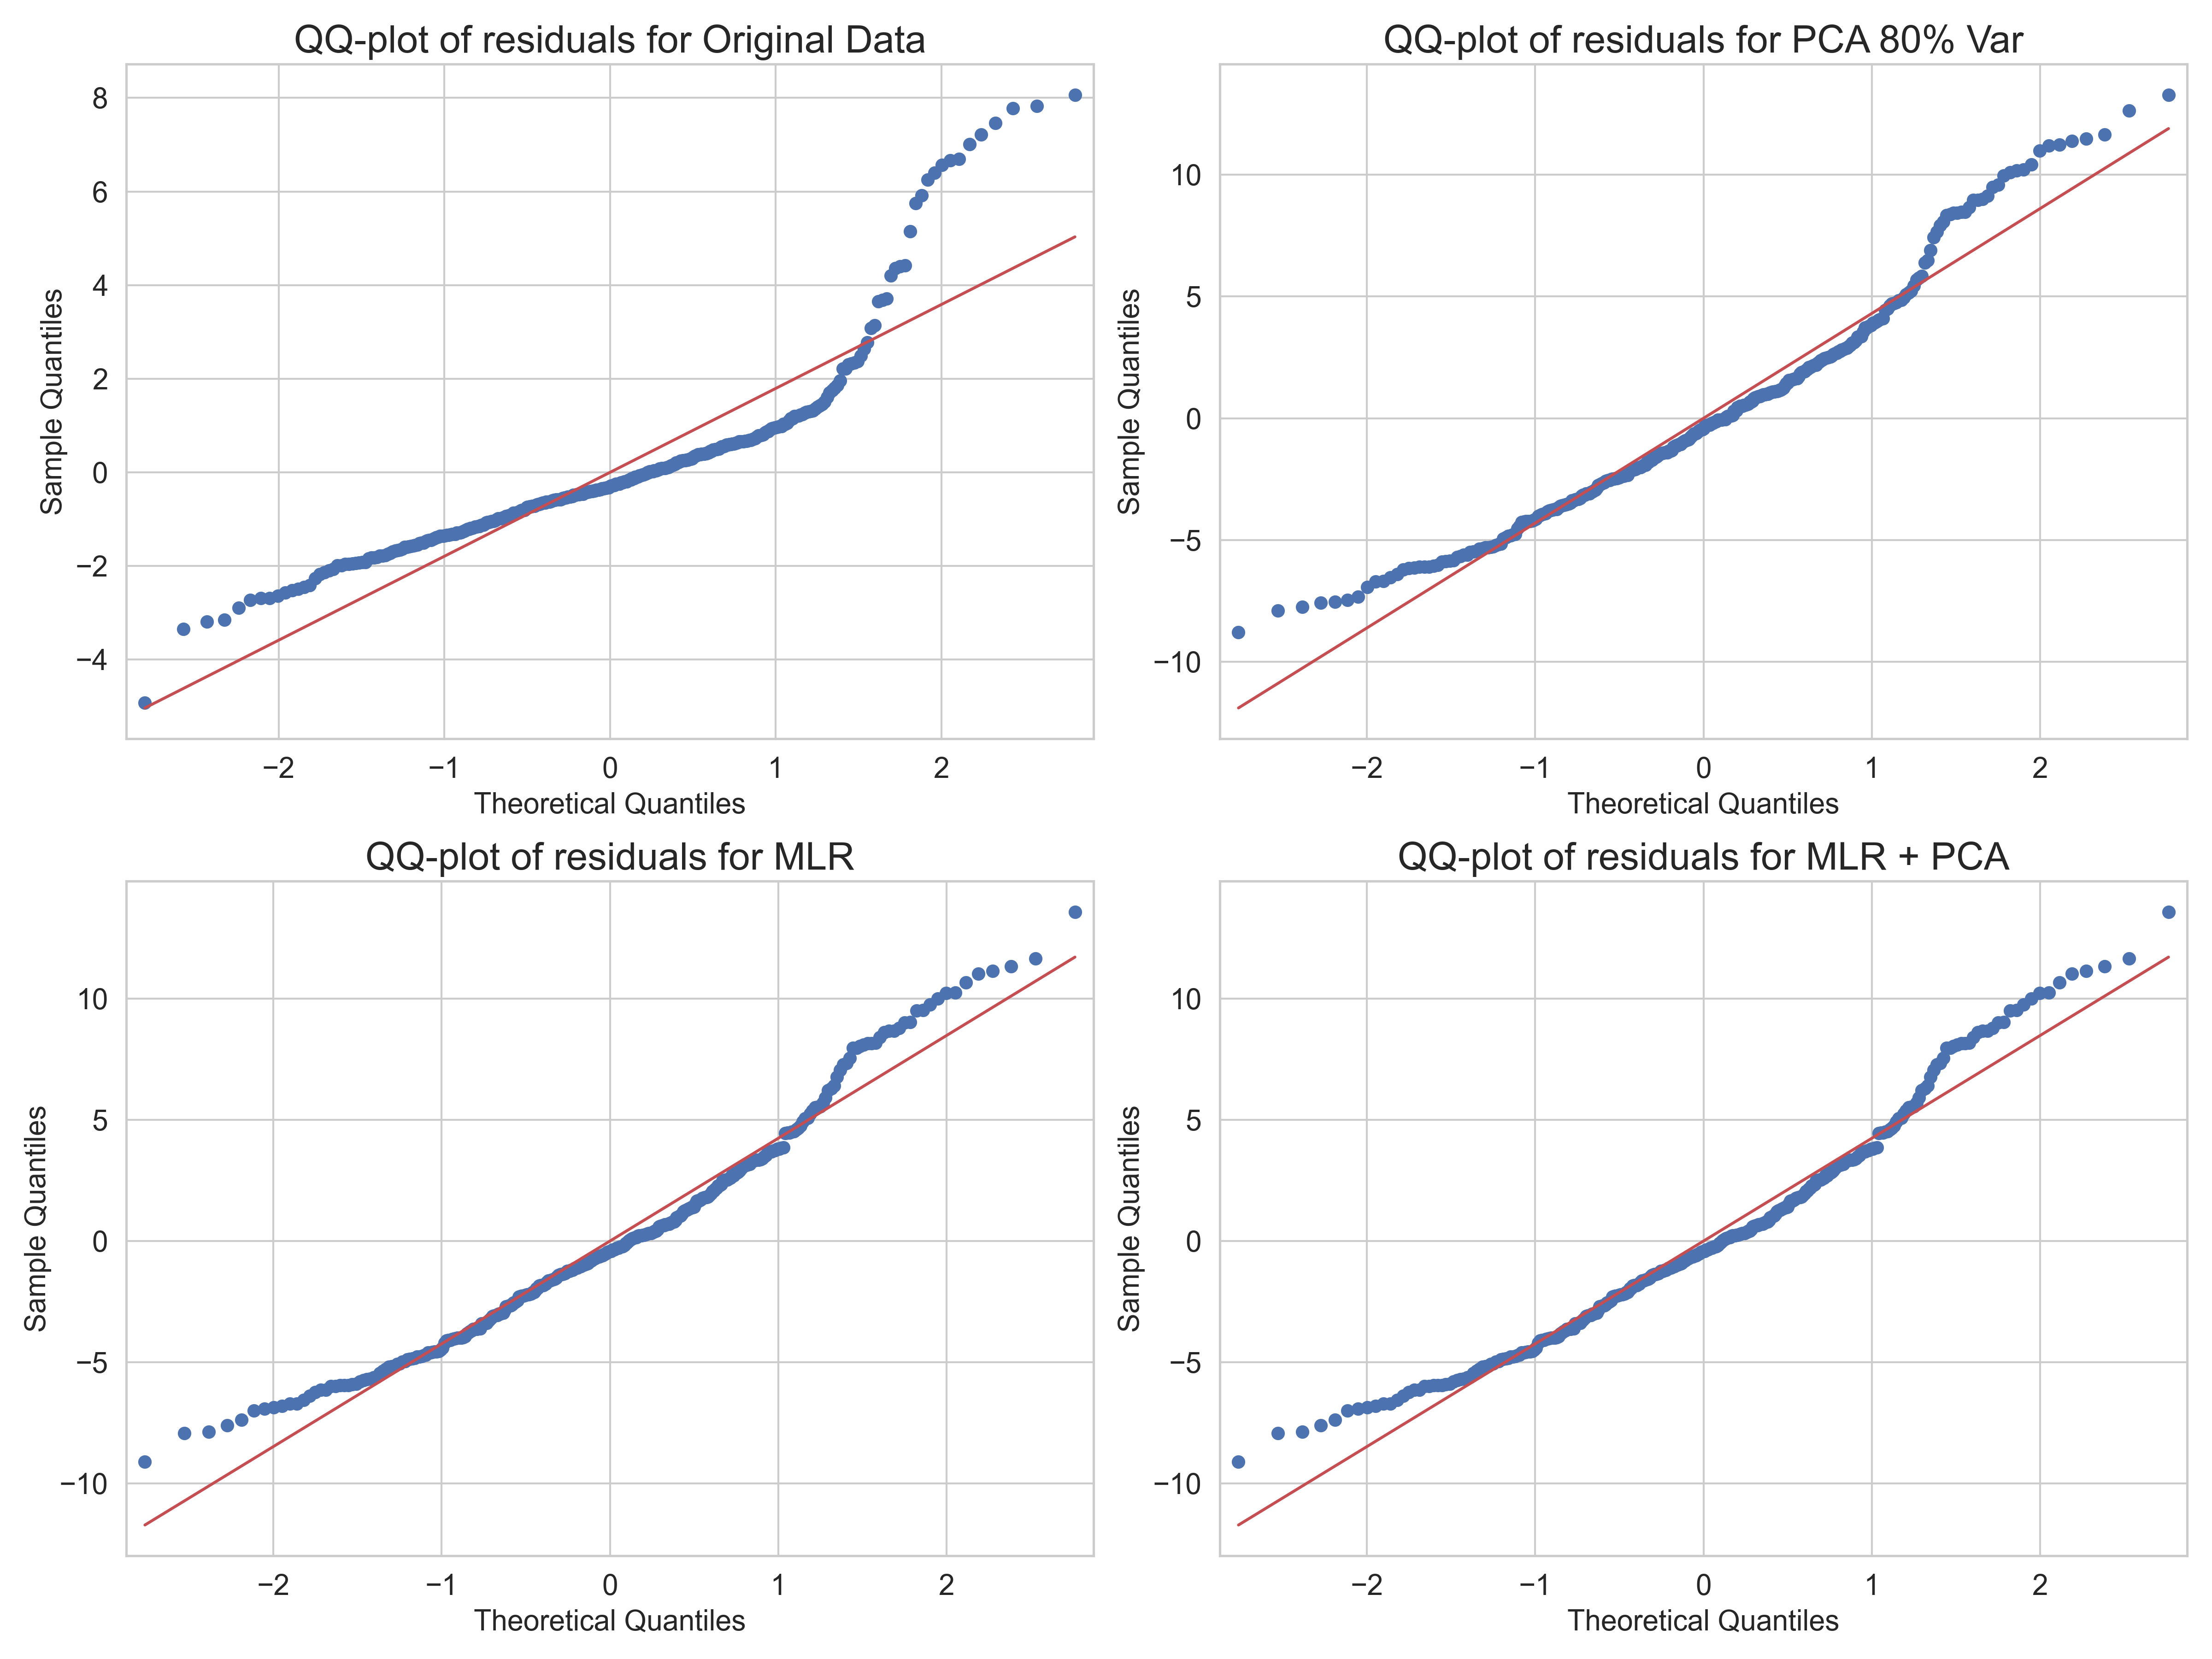 QQ-plot of residuals for Original Data
8
6
4
2
0
−2
−4
Sample Quantiles
−2 −1 0 1 2
Theoretical Quantiles
QQ-plot of residuals for PCA 80% Var
10
5
0
−5
−10
Sample Quantiles
−2 −1 0 1 2
Theoretical Quantiles
QQ-plot of residuals for MLR
10
5
0
−5
−10
Sample Quantiles
−2 −1 0 1 2
Theoretical Quantiles
QQ-plot of residuals for MLR + PCA
10
5
0
−5
−10
Sample Quantiles
−2 −1 0 1 2
Theoretical Quantiles